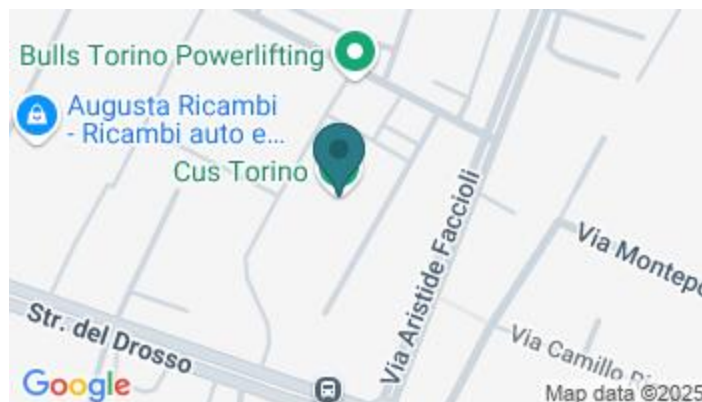 Bulls Torino Powerlifting
Augusta Ricambi
- Ricambi auto e...
Cus Torino
Via Aristide Faccioli
Via Montepo
Str. del Drosso
Via Camillo Ri
Google
Map data ©2025